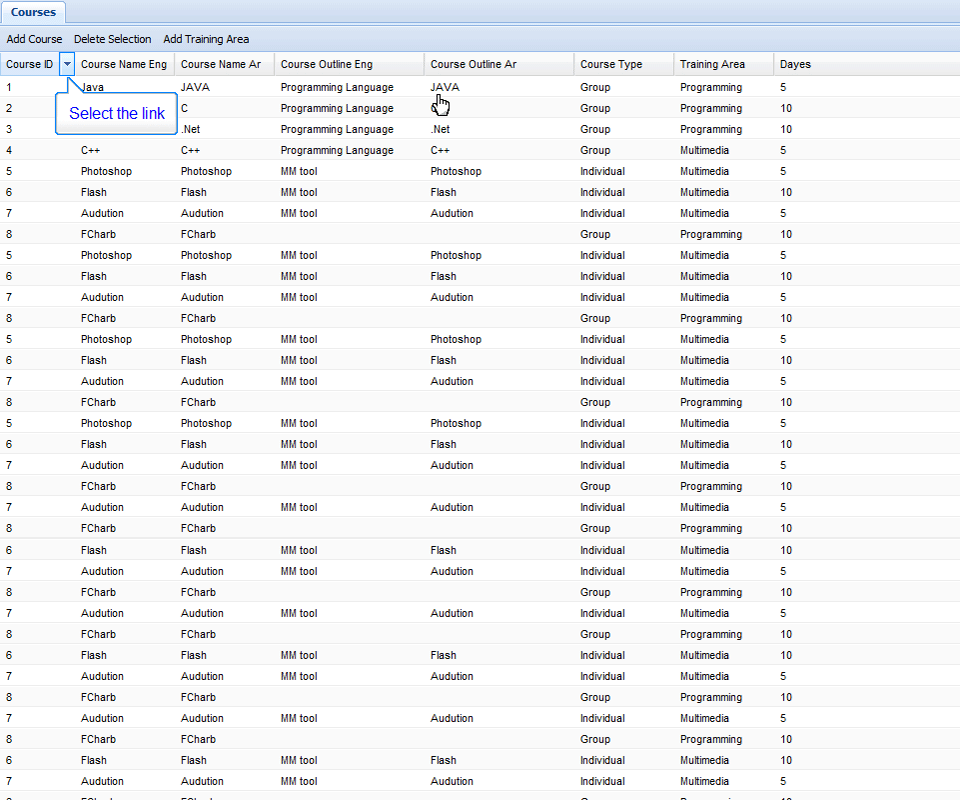 Courses
Add Course Delete Selection Add Training Area
Course ID Course Name Eng Course Name Ar Course Outline Eng Course Outline Ar Course Type Training Area Dayes
1 Java JAVA Programming Language JAVA Group Programming 5
2 C Programming Language Group Programming 10
Select the link
3 .Net Programming Language .Net Group Programming 10
4 C++ C++ Programming Language C++ Group Multimedia 5
5 Photoshop Photoshop MM tool Photoshop Individual Multimedia 5
6 Flash Flash MM tool Flash Individual Multimedia 10
7 Audution Audution MM tool Audution Individual Multimedia 5
8 FCharb FCharb Group Programming 10
5 Photoshop Photoshop MM tool Photoshop Individual Multimedia 5
6 Flash Flash MM tool Flash Individual Multimedia 10
7 Audution Audution MM tool Audution Individual Multimedia 5
8 FCharb FCharb Group Programming 10
5 Photoshop Photoshop MM tool Photoshop Individual Multimedia 5
6 Flash Flash MM tool Flash Individual Multimedia 10
7 Audution Audution MM tool Audution Individual Multimedia 5
8 FCharb FCharb Group Programming 10
5 Photoshop Photoshop MM tool Photoshop Individual Multimedia 5
6 Flash Flash MM tool Flash Individual Multimedia 10
7 Audution Audution MM tool Audution Individual Multimedia 5
8 FCharb FCharb Group Programming 10
7 Audution Audution MM tool Audution Individual Multimedia 5
8 FCharb FCharb Group Programming 10
6 Flash Flash MM tool Flash Individual Multimedia 10
7 Audution Audution MM tool Audution Individual Multimedia 5
8 FCharb FCharb Group Programming 10
7 Audution Audution MM tool Audution Individual Multimedia 5
8 FCharb FCharb Group Programming 10
6 Flash Flash MM tool Flash Individual Multimedia 10
7 Audution Audution MM tool Audution Individual Multimedia 5
8 FCharb FCharb Group Programming 10
7 Audution Audution MM tool Audution Individual Multimedia 5
8 FCharb FCharb Group Programming 10
6 Flash Flash MM tool Flash Individual Multimedia 10
7 Audution Audution MM tool Audution Individual Multimedia 5